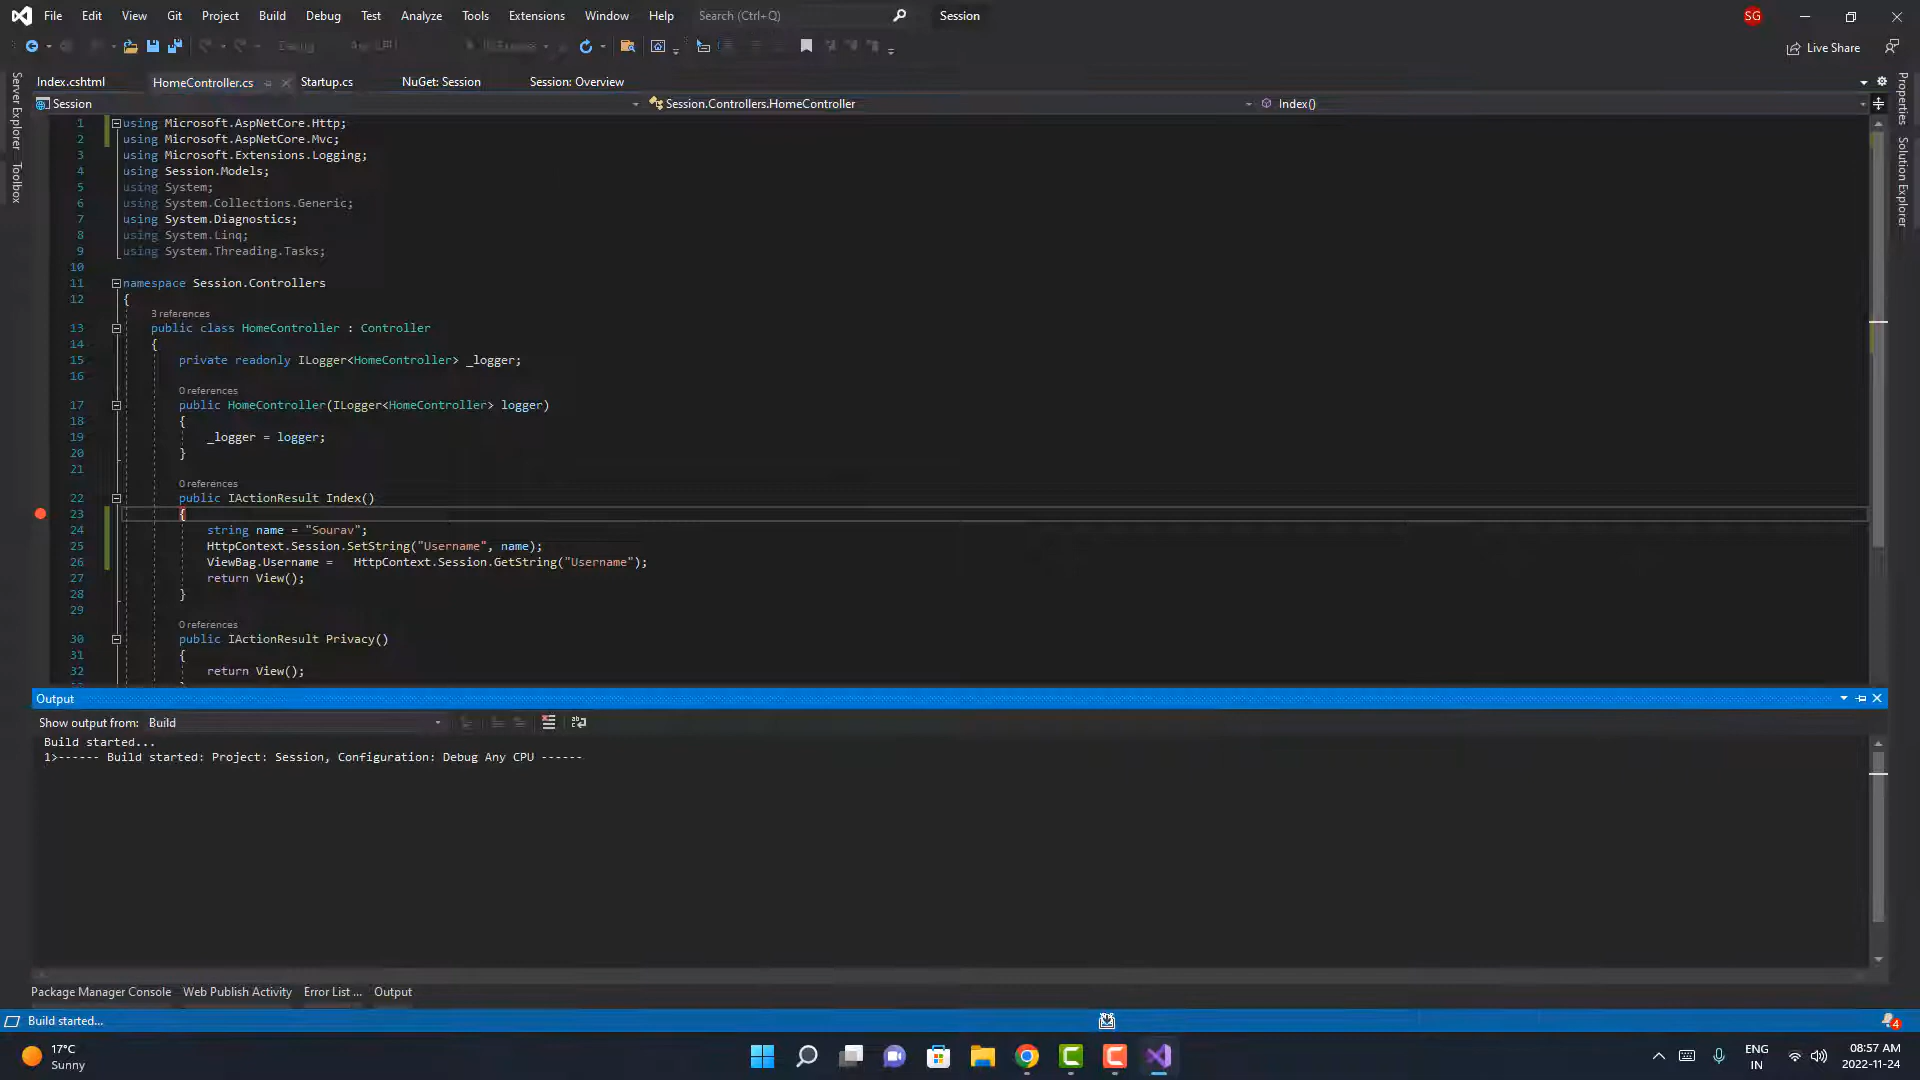 File Edit View Git Project Build Debug Test Analyze Tools Extensions Window Help Search (Ctrl+Q) Session SG
Live Share
Index.cshtml HomeController.cs Startup.cs NuGet: Session Session: Overview
Session Session.Controllers.HomeController Index()
Server Explorer Toolbox
Properties Solution Explorer
1 using Microsoft.AspNetCore.Http;
2 using Microsoft.AspNetCore.Mvc;
3 using Microsoft.Extensions.Logging;
4 using Session.Models;
5 using System;
6 using System.Collections.Generic;
7 using System.Diagnostics;
8 using System.Linq;
9 using System.Threading.Tasks;
10
11 namespace Session.Controllers
12 {
3 references
13 public class HomeController : Controller
14 {
15 private readonly ILogger<HomeController> _logger;
16
0 references
17 public HomeController(ILogger<HomeController> logger)
18 {
19 _logger = logger;
20 }
21
0 references
22 public IActionResult Index()
23 {
24 string name = "Sourav";
25 HttpContext.Session.SetString("Username", name);
26 ViewBag.Username = HttpContext.Session.GetString("Username");
27 return View();
28 }
29
0 references
30 public IActionResult Privacy()
31 {
32 return View();
Output
Show output from: Build
Build started...
1>------ Build started: Project: Session, Configuration: Debug Any CPU ------
Package Manager Console Web Publish Activity Error List ... Output
Build started...
4
17°C
Sunny
ENG
IN
08:57 AM
2022-11-24